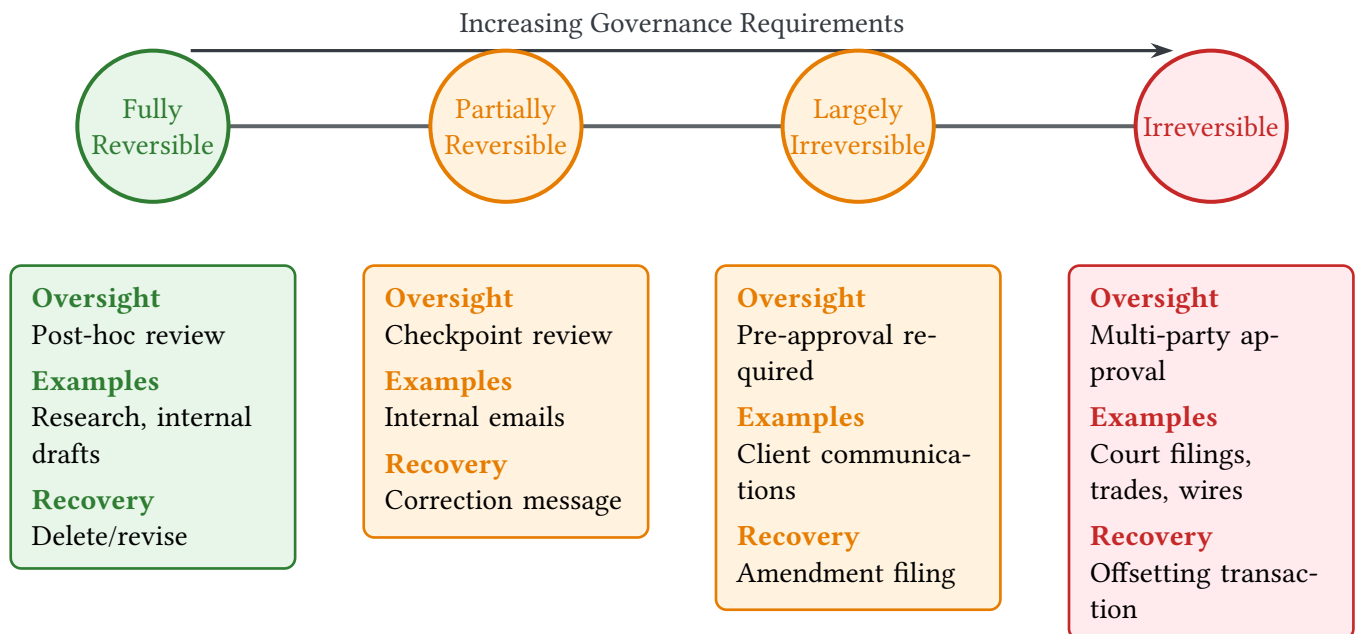 Increasing Governance Requirements
Fully
Reversible
Partially
Reversible
Largely
Irreversible
Irreversible
Oversight
Post-hoc review
Examples
Research, internal
drafts
Recovery
Delete/revise
Oversight
Checkpoint review
Examples
Internal emails
Recovery
Correction message
Oversight
Pre-approval re-
quired
Examples
Client communica-
tions
Recovery
Amendment filing
Oversight
Multi-party ap-
proval
Examples
Court filings,
trades, wires
Recovery
Offsetting transac-
tion